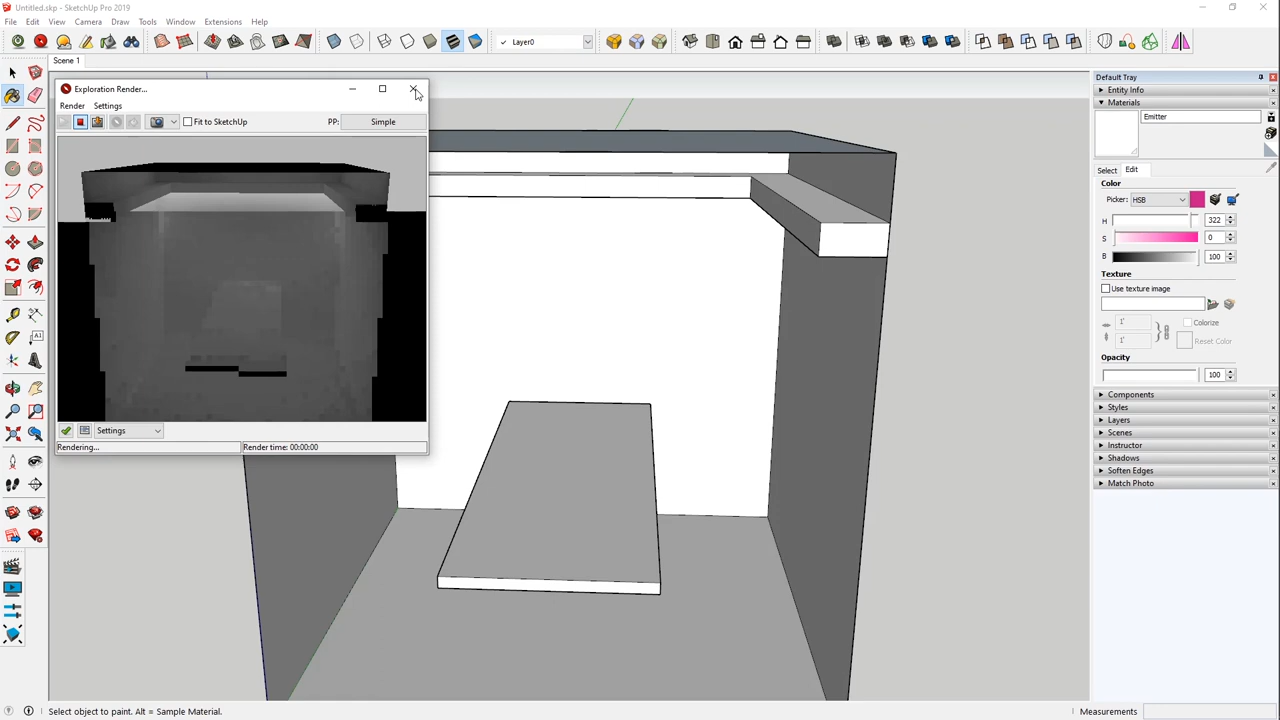 Untitled.skp - SketchUp Pro 2019
File Edit View Camera Draw Tools Window Extensions Help
Layer0
Scene 1
Exploration Render...
Render Settings
Fit to SketchUp
PP:
Simple
Settings
Rendering...
Render time: 00:00:00
Default Tray
Entity Info
Materials
Emitter
Select Edit
Color
Picker: HSB
H 322
S 0
B 100
Texture
Use texture image
1'
Colorize
1'
Reset Color
Opacity
100
Components
Styles
Layers
Scenes
Instructor
Shadows
Soften Edges
Match Photo
Select object to paint. Alt = Sample Material.
Measurements